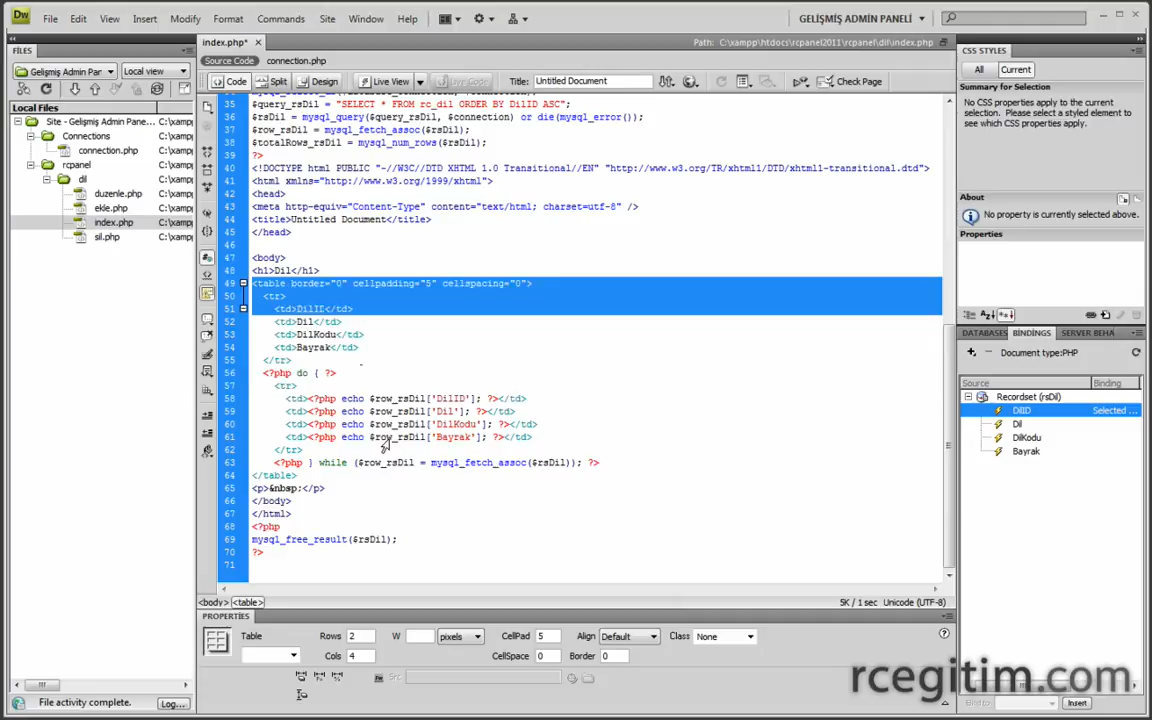 Dw File Edit View Insert Modify Format Commands Site Window Help GELİŞMİŞ ADMIN PANELİ
FILES
index.php* Path: C:\xampp\htdocs\rcpanel2011\rcpanel\dil\index.php
Source Code connection.php
Code Split Design Live View Live Code Title: Untitled Document Check Page
Gelişmiş Admin Pan Local view
Local Files
Site - Gelişmiş Admin Pane...
Connections
connection.php C:\xamp
rcpanel C:\xamp
dil C:\xamp
duzenle.php C:\xamp
ekle.php C:\xamp
index.php C:\xamp
sil.php C:\xamp
35 $query_rsDil = "SELECT * FROM rc_dil ORDER BY DilID ASC";
36 $rsDil = mysql_query($query_rsDil, $connection) or die(mysql_error());
37 $row_rsDil = mysql_fetch_assoc($rsDil);
38 $totalRows_rsDil = mysql_num_rows($rsDil);
39 ?>
40 <!DOCTYPE html PUBLIC "-//W3C//DTD XHTML 1.0 Transitional//EN" "http://www.w3.org/TR/xhtml1/DTD/xhtml1-transitional.dtd">
41 <html xmlns="http://www.w3.org/1999/xhtml">
42 <head>
43 <meta http-equiv="Content-Type" content="text/html; charset=utf-8" />
44 <title>Untitled Document</title>
45 </head>
46
47 <body>
48 <h1>Dil</h1>
49 <table border="0" cellpadding="5" cellspacing="0">
50 <tr>
51 <td>DilID</td>
52 <td>Dil</td>
53 <td>DilKodu</td>
54 <td>Bayrak</td>
55 </tr>
56 <?php do { ?>
57 <tr>
58 <td><?php echo $row_rsDil['DilID']; ?></td>
59 <td><?php echo $row_rsDil['Dil']; ?></td>
60 <td><?php echo $row_rsDil['DilKodu']; ?></td>
61 <td><?php echo $row_rsDil['Bayrak']; ?></td>
62 </tr>
63 <?php } while ($row_rsDil = mysql_fetch_assoc($rsDil)); ?>
64 </table>
65 <p>&nbsp;</p>
66 </body>
67 </html>
68 <?php
69 mysql_free_result($rsDil);
70 ?>
71
<body> <table> 5K / 1 sec Unicode (UTF-8)
PROPERTIES
Table Rows 2 W pixels CellPad 5 Align Default Class None
Cols 4 CellSpace 0 Border 0
Src
File activity complete. Log...
CSS STYLES
All Current
Summary for Selection
No CSS properties apply to the current
selection. Select a styled element to
see which CSS properties apply.
About
No property is currently selected above.
Properties
DATABASES BINDINGS SERVER BEHA
Document type:PHP
Source Binding
Recordset (rsDil)
DilID Selected ...
Dil
DilKodu
Bayrak
Bind to Insert
rcegitim.com